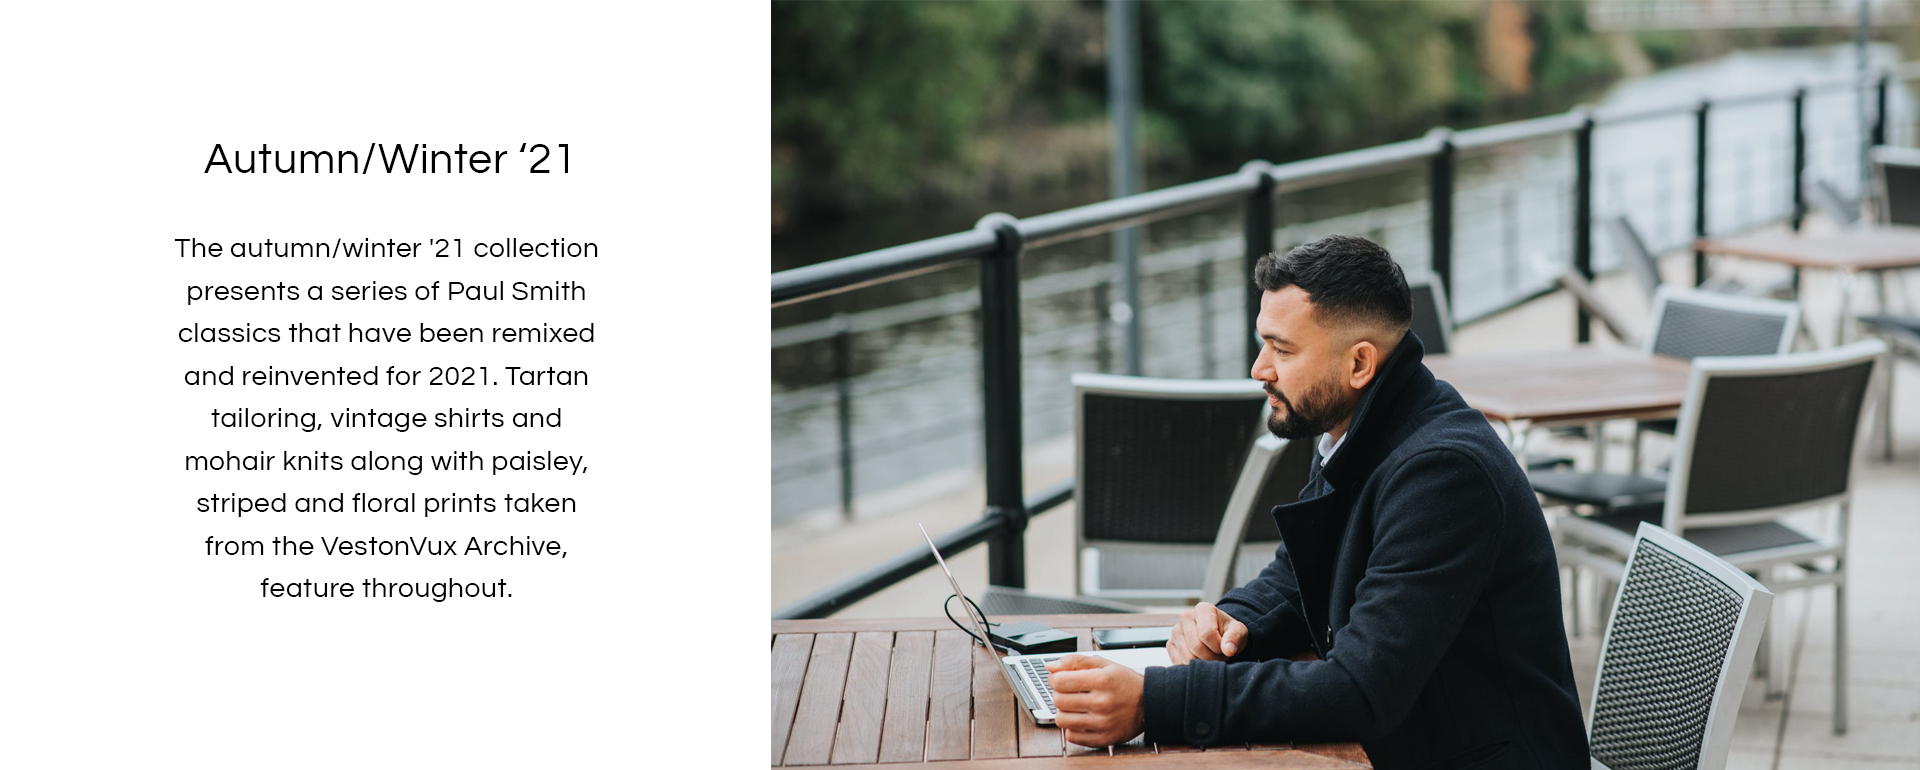 Autumn/Winter ‘21
The autumn/winter '21 collection
presents a series of Paul Smith
classics that have been remixed
and reinvented for 2021. Tartan
tailoring, vintage shirts and
mohair knits along with paisley,
striped and floral prints taken
from the VestonVux Archive,
feature throughout.